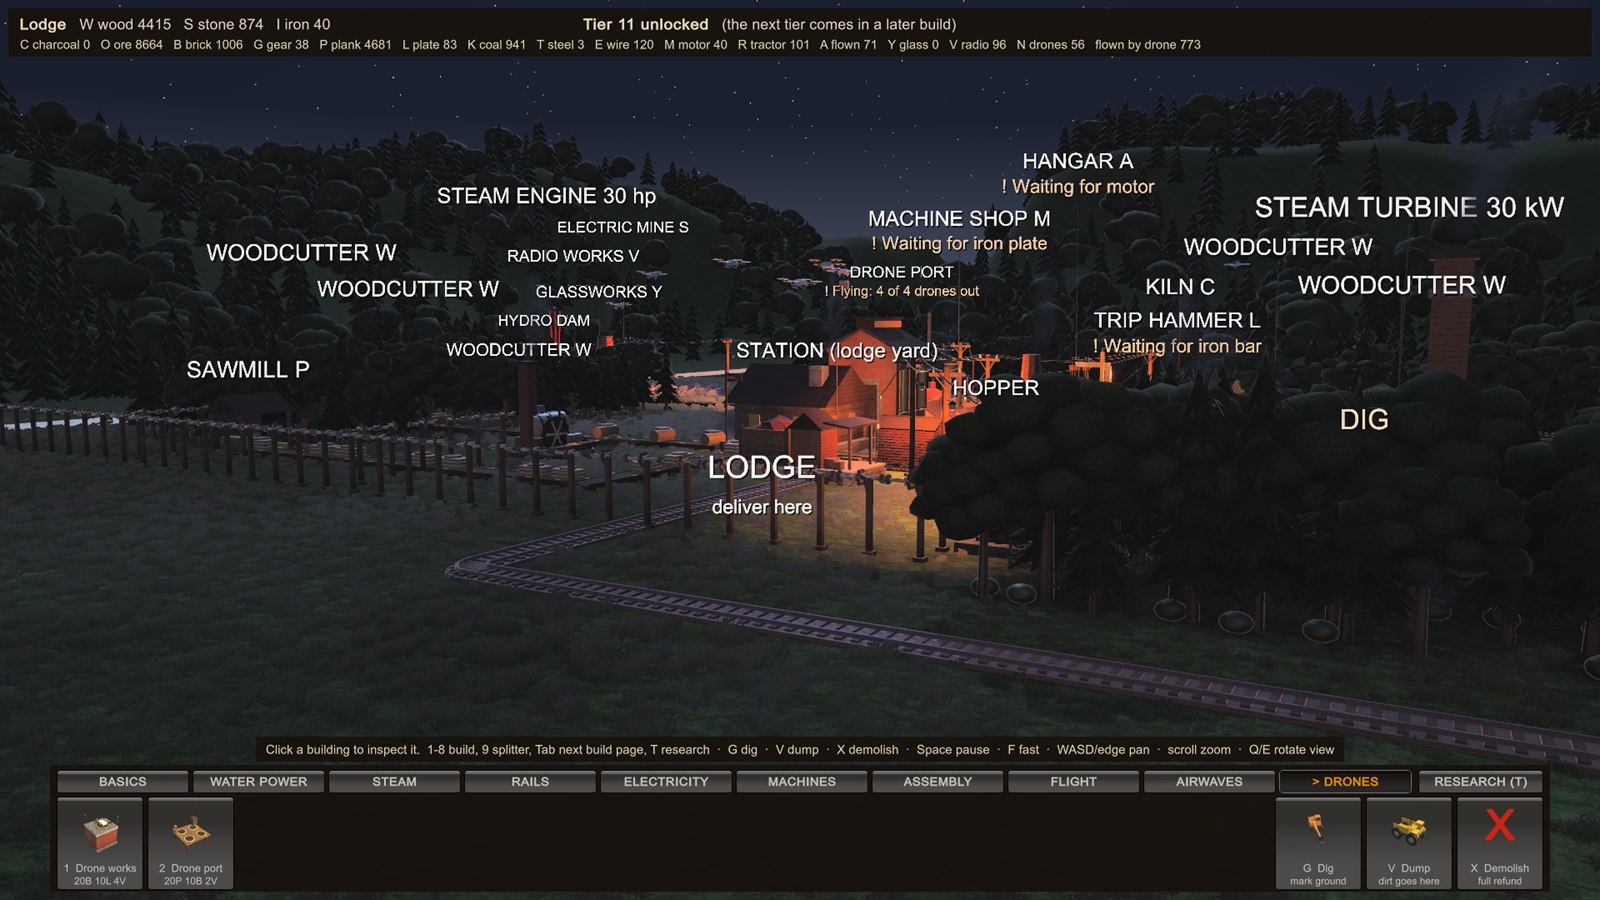 Lodge W wood 4415 S stone 874 I iron 40
Tier 11 unlocked (the next tier comes in a later build)
C charcoal 0 O ore 8664 B brick 1006 G gear 38 P plank 4681 L plate 83 K coal 941 T steel 3 E wire 120 M motor 40 R tractor 101 A flown 71 Y glass 0 V radio 96 N drones 56 flown by drone 773
HANGAR A
! Waiting for motor
STEAM ENGINE 30 hp
STEAM TURBINE 30 kW
MACHINE SHOP M
! Waiting for iron plate
ELECTRIC MINE S
WOODCUTTER W
WOODCUTTER W
RADIO WORKS V
DRONE PORT
! Flying: 4 of 4 drones out
WOODCUTTER W
GLASSWORKS Y
KILN C
WOODCUTTER W
HYDRO DAM
TRIP HAMMER L
! Waiting for iron bar
WOODCUTTER W
STATION (lodge yard)
SAWMILL P
HOPPER
DIG
LODGE
deliver here
Click a building to inspect it. 1-8 build, 9 splitter, Tab next build page, T research · G dig · V dump · X demolish · Space pause · F fast · WASD/edge pan · scroll zoom · Q/E rotate view
BASICS
WATER POWER
STEAM
RAILS
ELECTRICITY
MACHINES
ASSEMBLY
FLIGHT
AIRWAVES
> DRONES
RESEARCH (T)
1 Drone works
20B 10L 4V
2 Drone port
20P 10B 2V
G Dig
mark ground
V Dump
dirt goes here
X Demolish
full refund